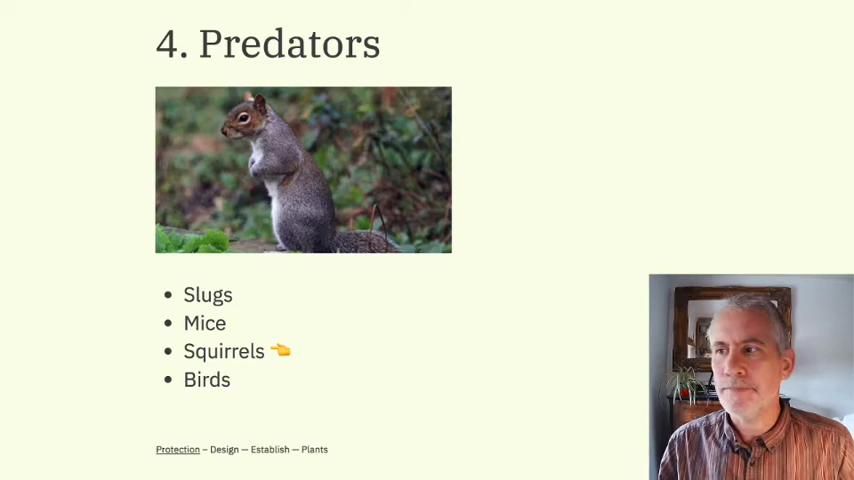 4. Predators
Slugs
Mice
Squirrels 👈
Birds
Protection – Design — Establish — Plants